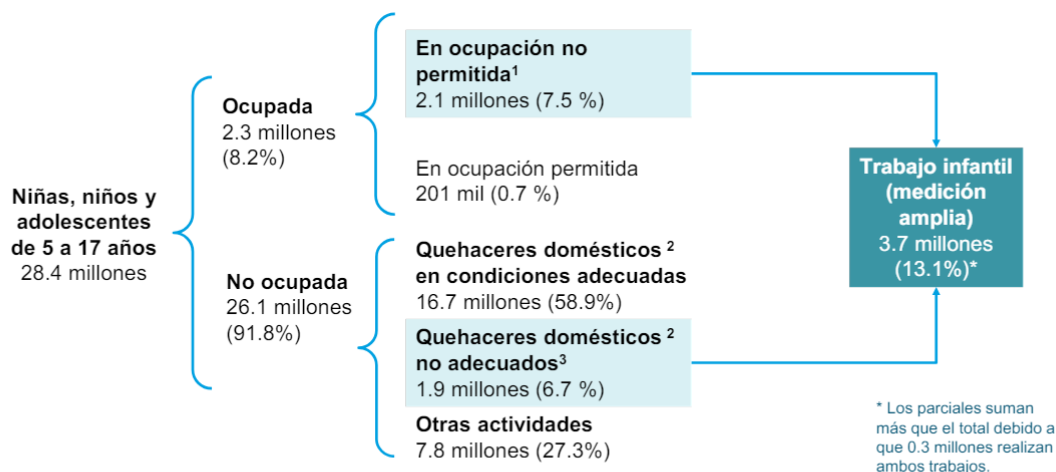 Niñas, niños y
adolescentes
de 5 a 17 años
28.4 millones
Ocupada
2.3 millones
(8.2%)
No ocupada
26.1 millones
(91.8%)
En ocupación no
permitida¹
2.1 millones (7.5 %)
En ocupación permitida
201 mil (0.7 %)
Quehaceres domésticos ²
en condiciones adecuadas
16.7 millones (58.9%)
Quehaceres domésticos ²
no adecuados³
1.9 millones (6.7 %)
Otras actividades
7.8 millones (27.3%)
Trabajo infantil
(medición
amplia)
3.7 millones
(13.1%)*
* Los parciales suman
más que el total debido a
que 0.3 millones realizan
ambos trabajos.